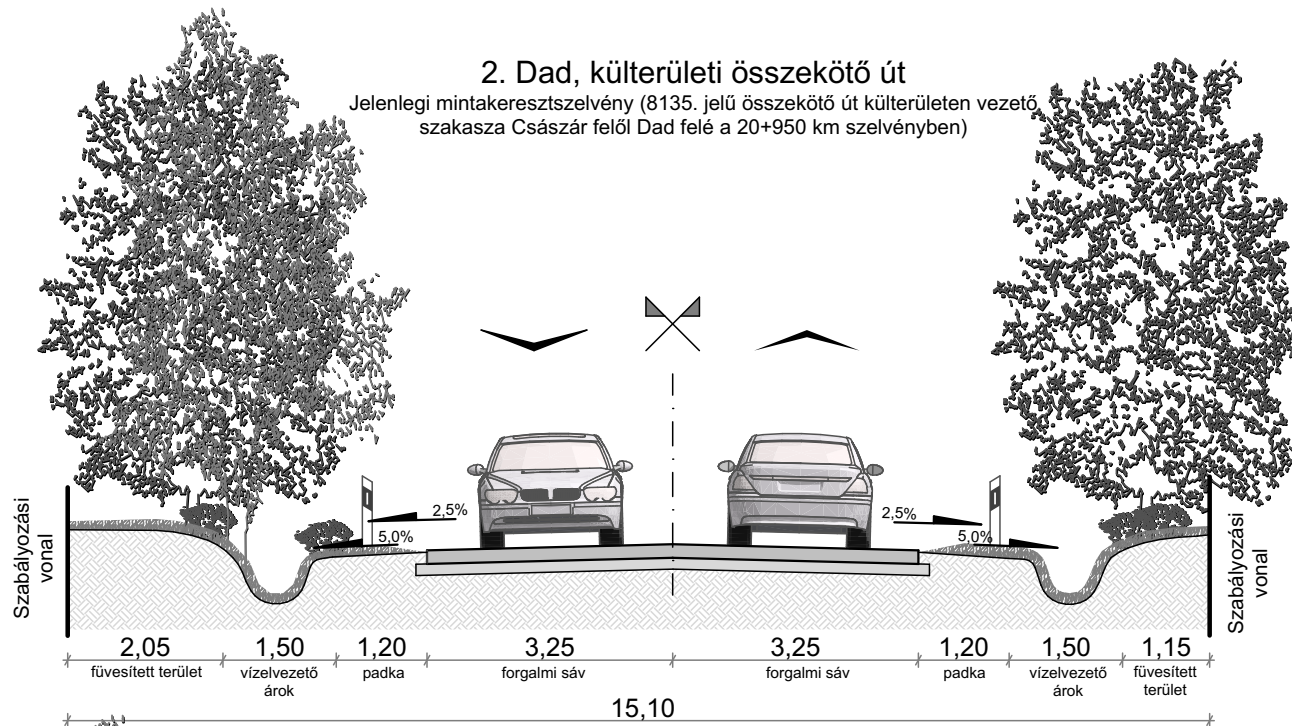 2. Dad, külterületi összekötő út
Jelenlegi mintakeresztszelvény (8135. jelű összekötő út külterületen vezető
szakasza Császár felől Dad felé a 20+950 km szelvényben)
2,5%
5,0%
2,5%
5,0%
Szabályozási
vonal
Szabályozási
vonal
2,05
1,50
1,20
3,25
3,25
1,20
1,50
1,15
füvesített terület
vízelvezető
árok
padka
forgalmi sáv
forgalmi sáv
padka
vízelvezető
árok
füvesített
terület
15,10